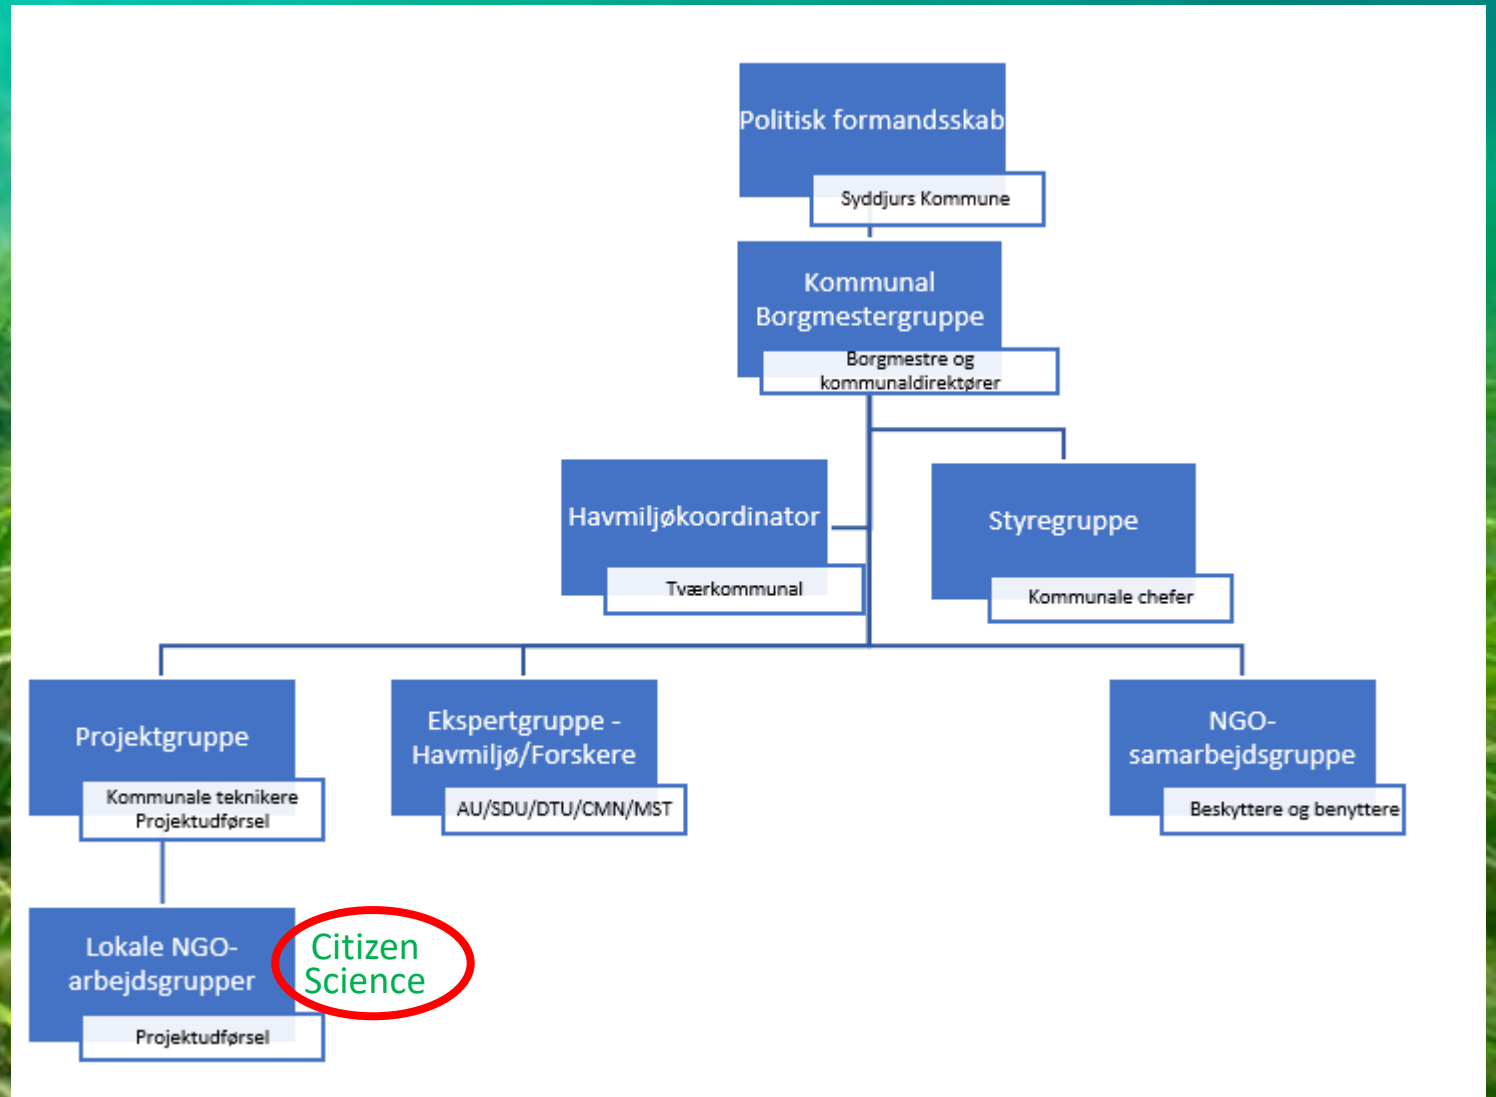 Politisk formandsskab
Syddjurs Kommune
Kommunal
Borgmestergruppe
Borgmestre og
kommunaldirektører
Havmiljøkoordinator
Tværkommunal
Styregruppe
Kommunale chefer
Projektgruppe
Kommunale teknikere
Projektudførsel
Ekspertgruppe -
Havmiljø/Forskere
AU/SDU/DTU/CMN/MST
NGO-
samarbejdsgruppe
Beskyttere og benyttere
Lokale NGO-
arbejdsgrupper
Projektudførsel
Citizen
Science